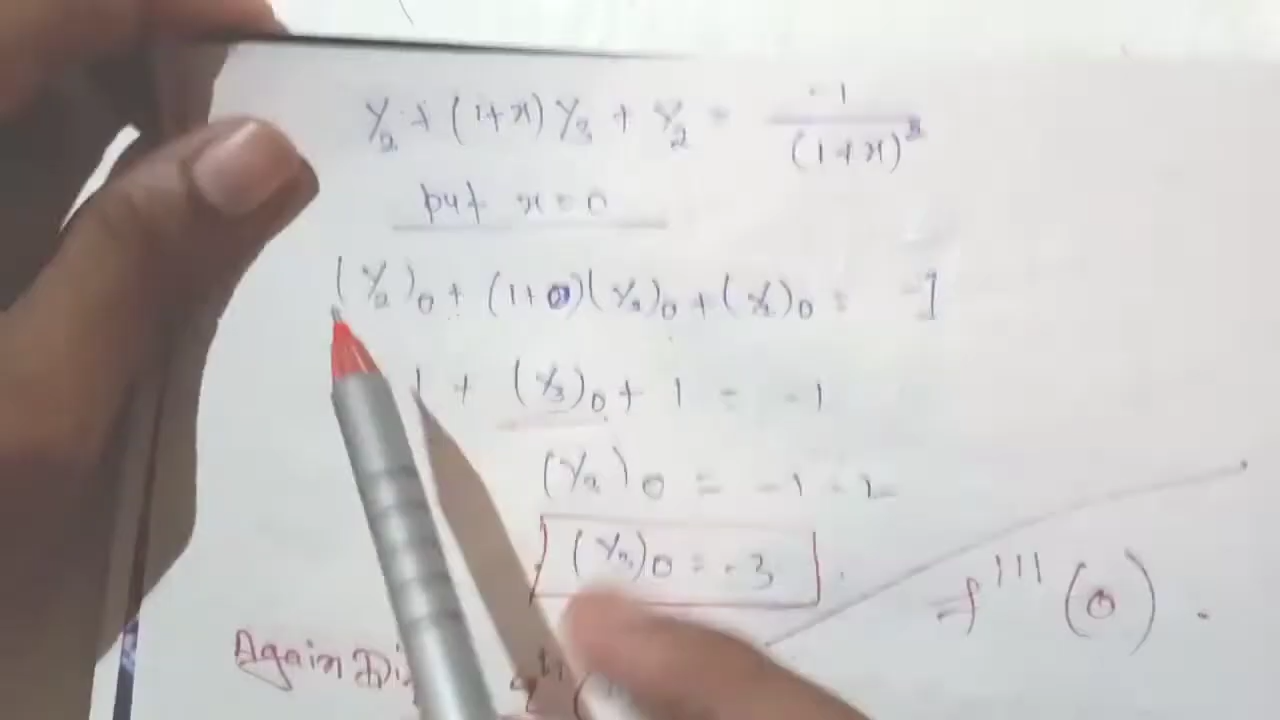 y₂ + (1+x) y₃ + y₂ = -1/(1+x)²
put x=0
(y₂)₀ + (1+0)(y₃)₀ + (y₂)₀ = -1
1 + (y₃)₀ + 1 = -1
(y₃)₀ = -1 - 2
(y₃)₀ = -3
=f'''(0).
Again